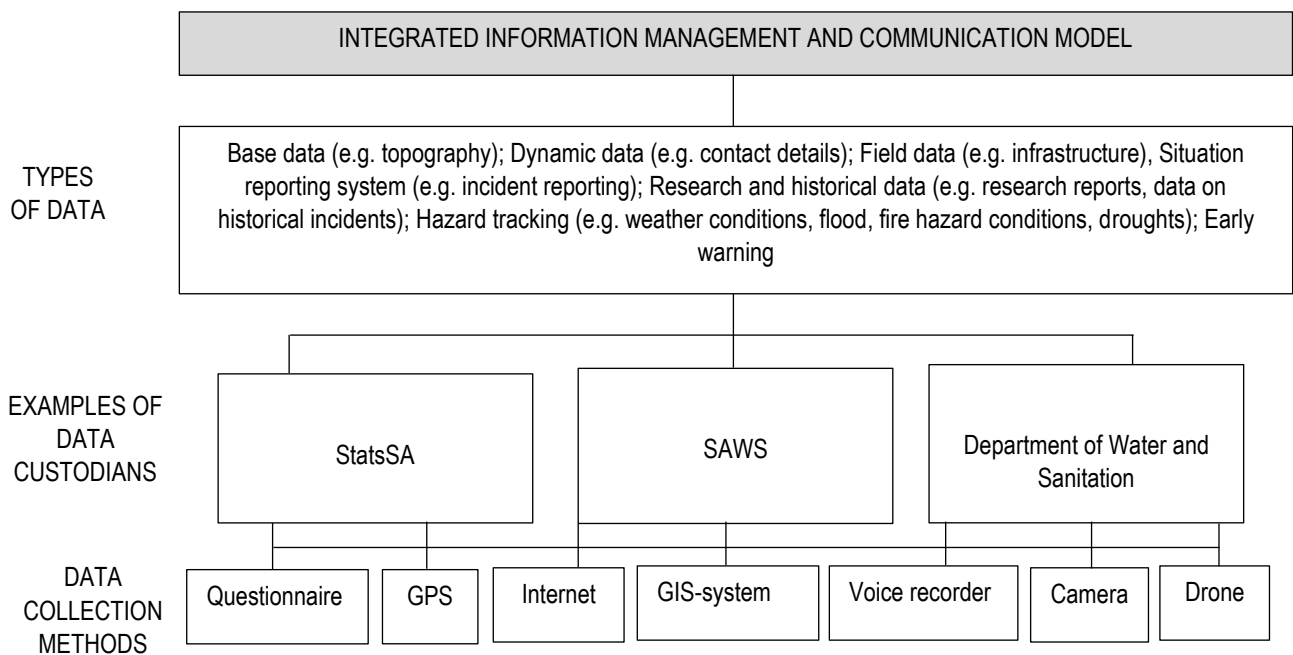 INTEGRATED INFORMATION MANAGEMENT AND COMMUNICATION MODEL
TYPES
OF DATA
Base data (e.g. topography); Dynamic data (e.g. contact details); Field data (e.g. infrastructure), Situation
reporting system (e.g. incident reporting); Research and historical data (e.g. research reports, data on
historical incidents); Hazard tracking (e.g. weather conditions, flood, fire hazard conditions, droughts); Early
warning
EXAMPLES OF
DATA
CUSTODIANS
StatsSA
SAWS
Department of Water and
Sanitation
DATA
COLLECTION
METHODS
Questionnaire
GPS
Internet
GIS-system
Voice recorder
Camera
Drone